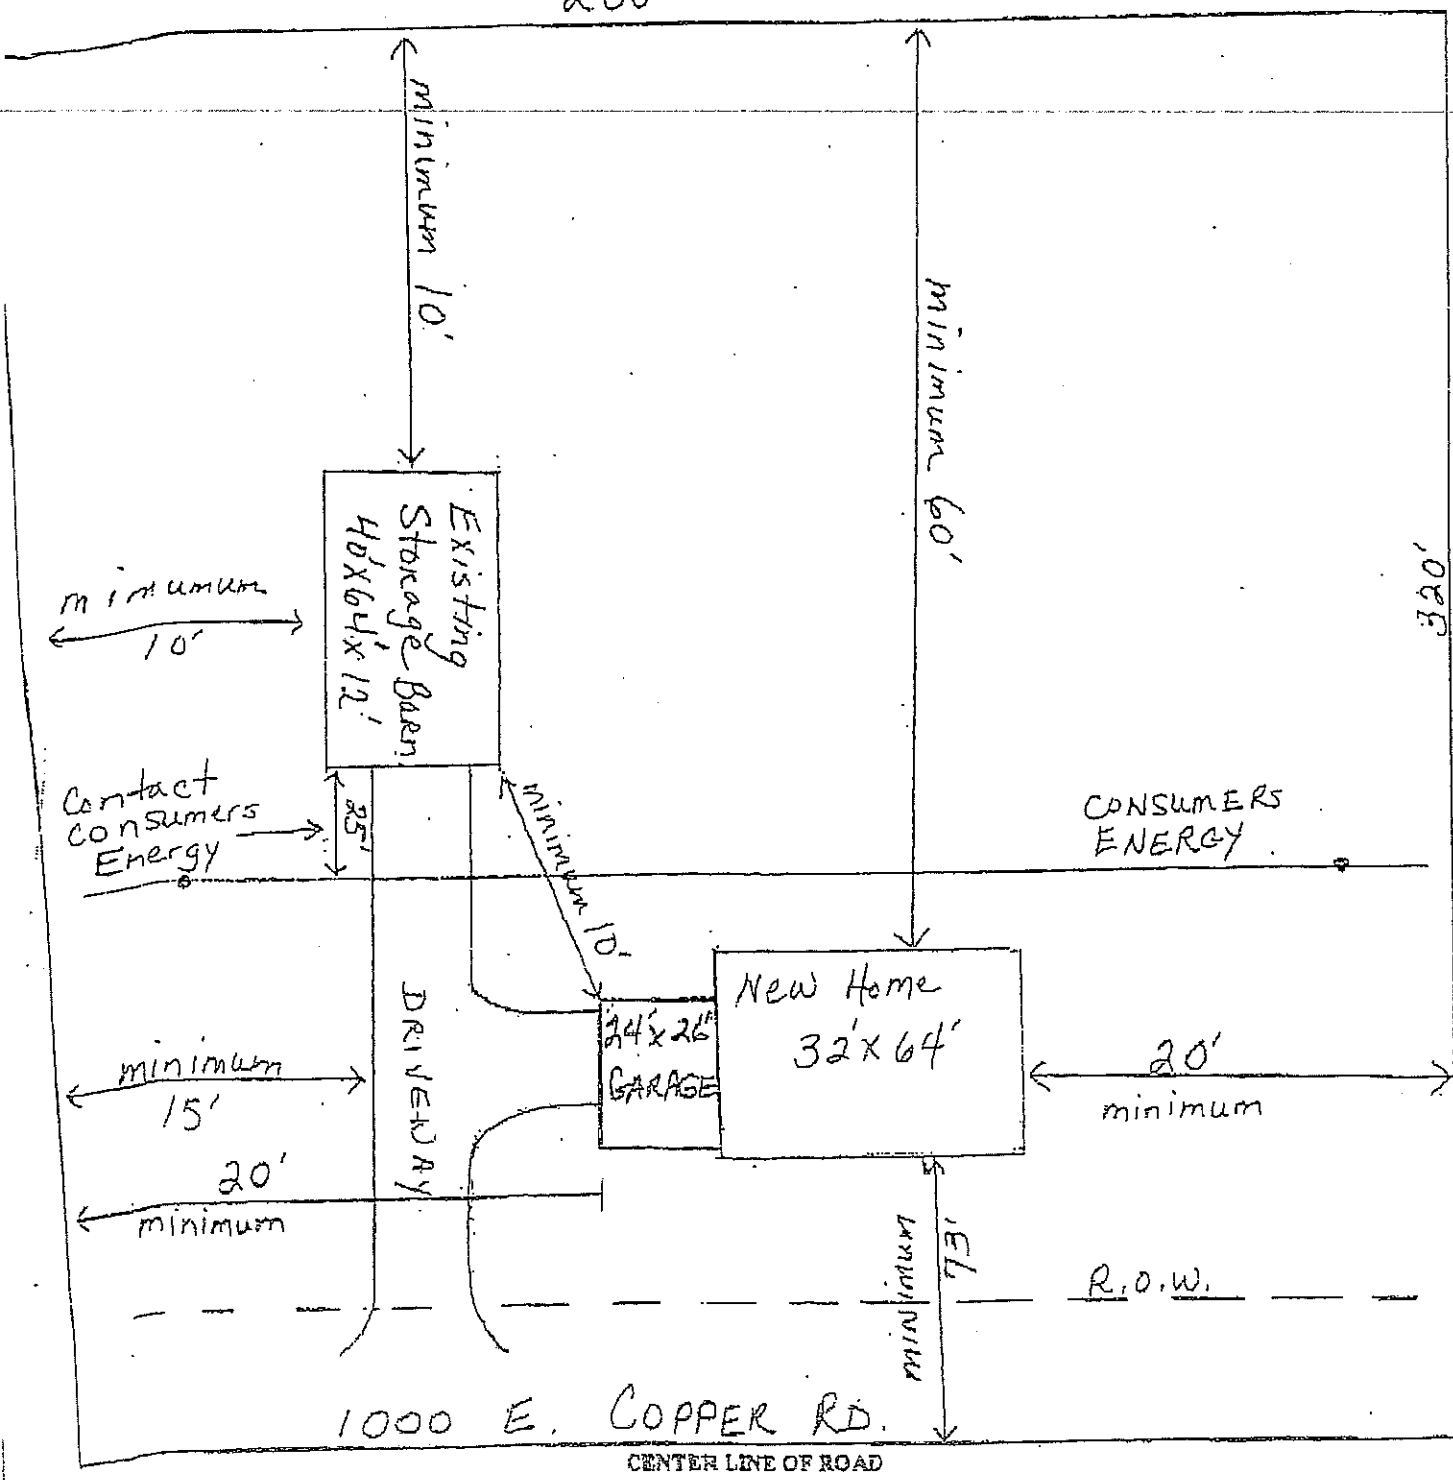 minimum 10'
minimum 60'
320'
Existing
Storage Barn
40'x64'x12'
minumum
10'
Contact
Consumers
Energy
25'
minimum 10'
CONSUMERS
ENERGY
DRIVEWAY
24'x26'
GARAGE
New Home
32'x64'
20'
minimum
minimum
15'
20'
minimum
minimum
73'
R.O.W.
1000 E. COPPER RD.
CENTER LINE OF ROAD